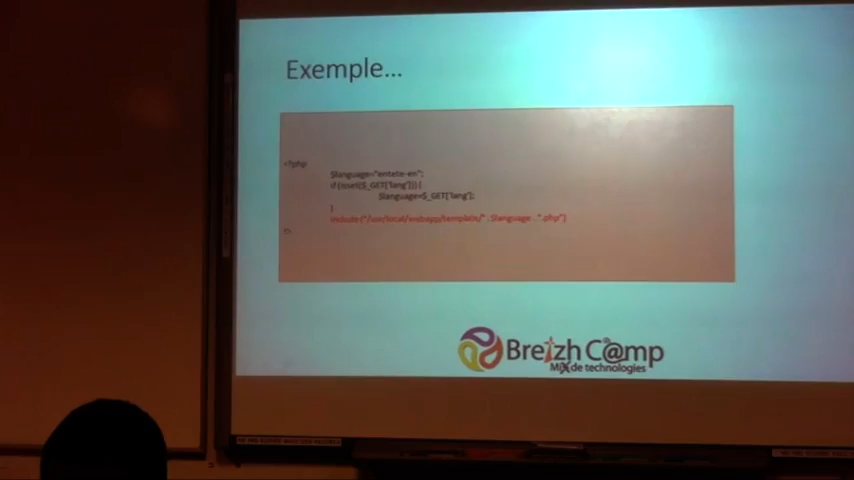 Exemple...
<?php
$language="entete-en";
if (isset($_GET['lang'])) {
$language=$_GET['lang'];
}
include("/usr/local/webapp/template/" . $language . ".php")
?>
Breizh C@mp
MiX de technologies